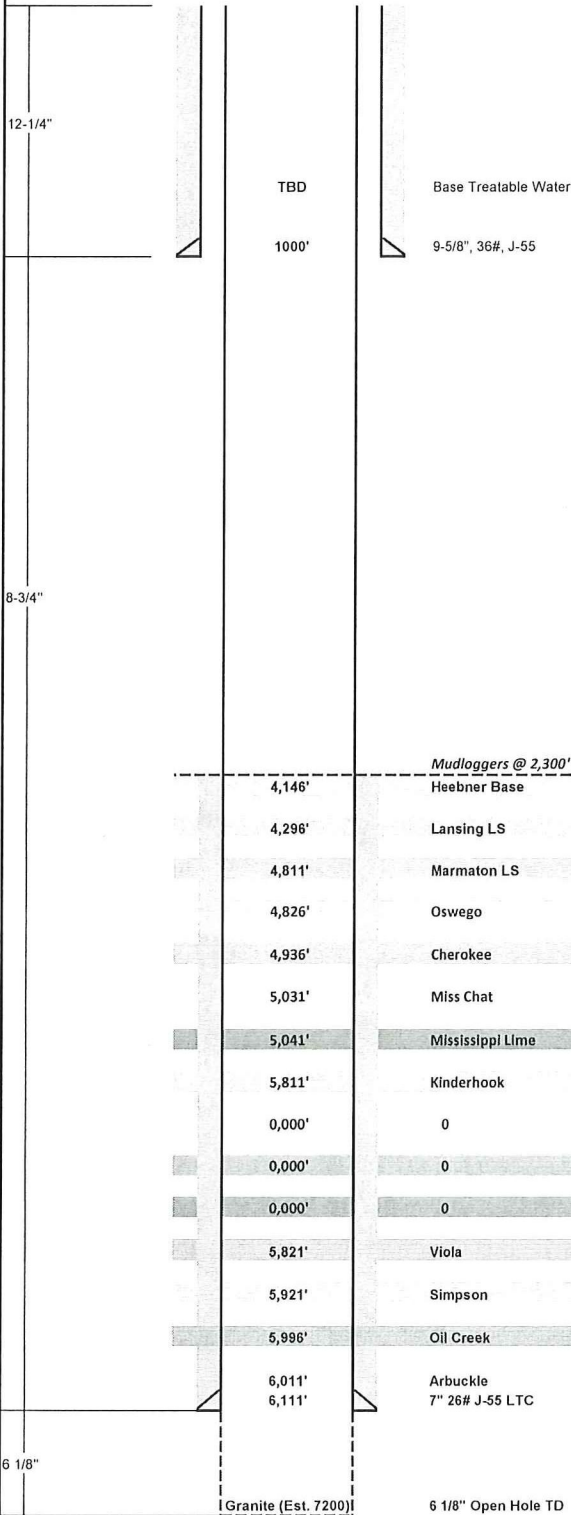 12-1/4"
TBD Base Treatable Water
1000' 9-5/8", 36#, J-55
8-3/4"
Mudloggers @ 2,300'
4,146' Heebner Base
4,296' Lansing LS
4,811' Marmaton LS
4,826' Oswego
4,936' Cherokee
5,031' Miss Chat
5,041' Mississippi Lime
5,811' Kinderhook
0,000' 0
0,000' 0
0,000' 0
5,821' Viola
5,921' Simpson
5,996' Oil Creek
6,011' Arbuckle
6,111' 7" 26# J-55 LTC
6 1/8"
Granite (Est. 7200) 6 1/8" Open Hole TD